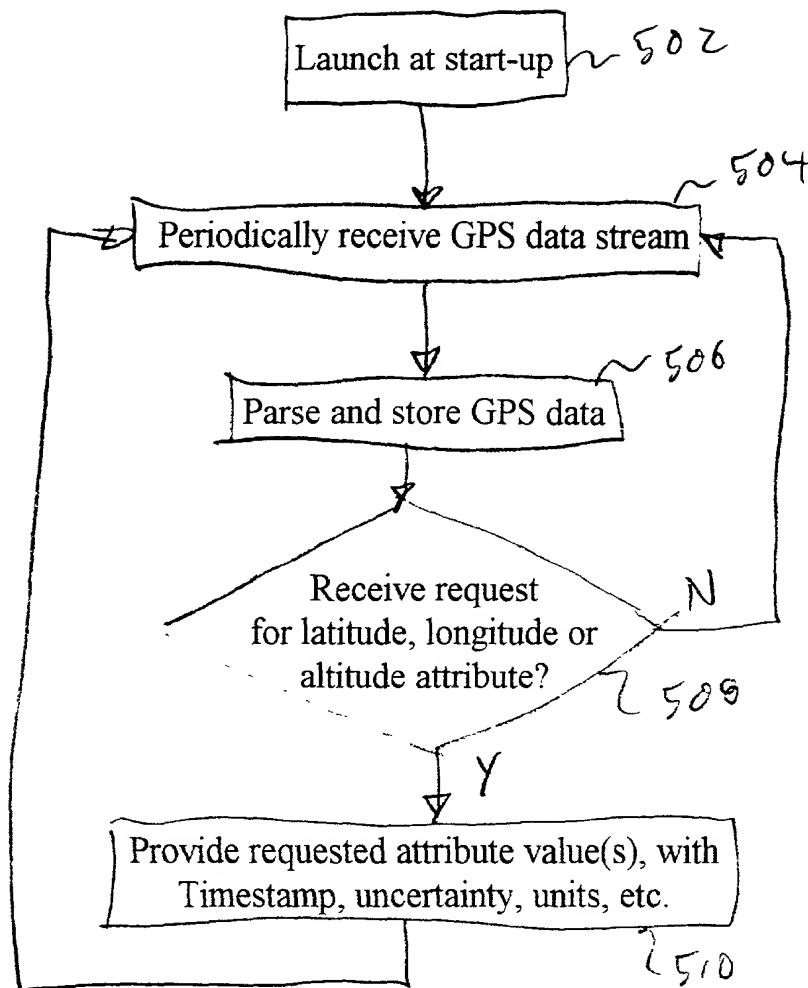 Launch at start-up 502
504
Periodically receive GPS data stream
506
Parse and store GPS data
Receive request
for latitude, longitude or
altitude attribute?
N
508
Y
Provide requested attribute value(s), with
Timestamp, uncertainty, units, etc.
510